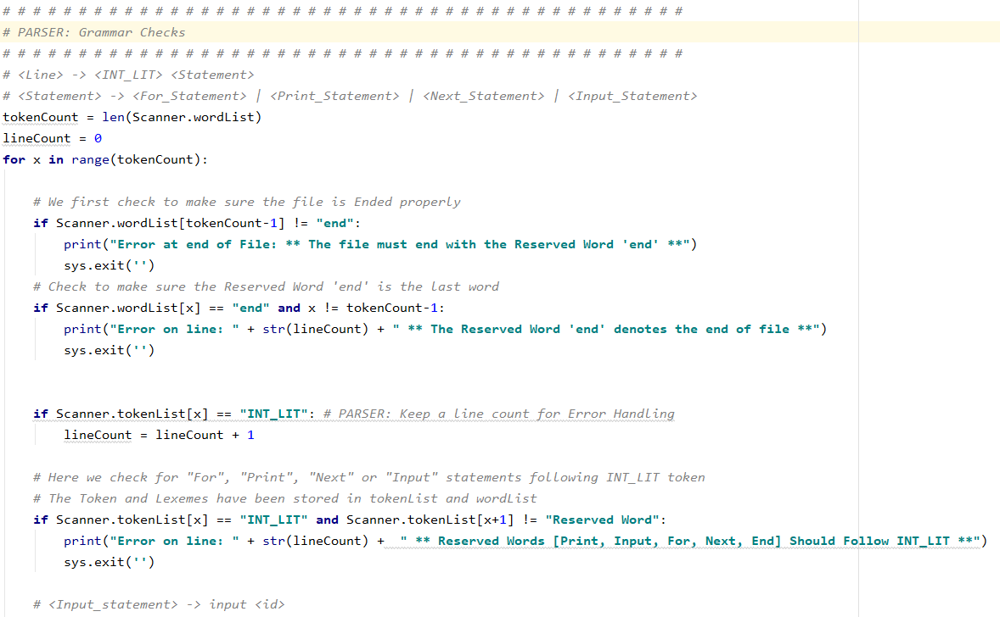 # # # # # # # # # # # # # # # # # # # # # # # # # # # # # # # # # # # # # # # # # # # # #
# PARSER: Grammar Checks
# # # # # # # # # # # # # # # # # # # # # # # # # # # # # # # # # # # # # # # # # # # # #
# <Line> -> <INT_LIT> <Statement>
# <Statement> -> <For_Statement> | <Print_Statement> | <Next_Statement> | <Input_Statement>
tokenCount = len(Scanner.wordList)
lineCount = 0
for x in range(tokenCount):
    # We first check to make sure the file is Ended properly
    if Scanner.wordList[tokenCount-1] != "end":
        print("Error at end of File: ** The file must end with the Reserved Word 'end' **")
        sys.exit('')
    # Check to make sure the Reserved Word 'end' is the last word
    if Scanner.wordList[x] == "end" and x != tokenCount-1:
        print("Error on line: " + str(lineCount) + " ** The Reserved Word 'end' denotes the end of file **")
        sys.exit('')
    if Scanner.tokenList[x] == "INT_LIT": # PARSER: Keep a line count for Error Handling
        lineCount = lineCount + 1
    # Here we check for "For", "Print", "Next" or "Input" statements following INT_LIT token
    # The Token and Lexemes have been stored in tokenList and wordList
    if Scanner.tokenList[x] == "INT_LIT" and Scanner.tokenList[x+1] != "Reserved Word":
        print("Error on line: " + str(lineCount) +  " ** Reserved Words [Print, Input, For, Next, End] Should Follow INT_LIT **")
        sys.exit('')
    # <Input_statement> -> input <id>